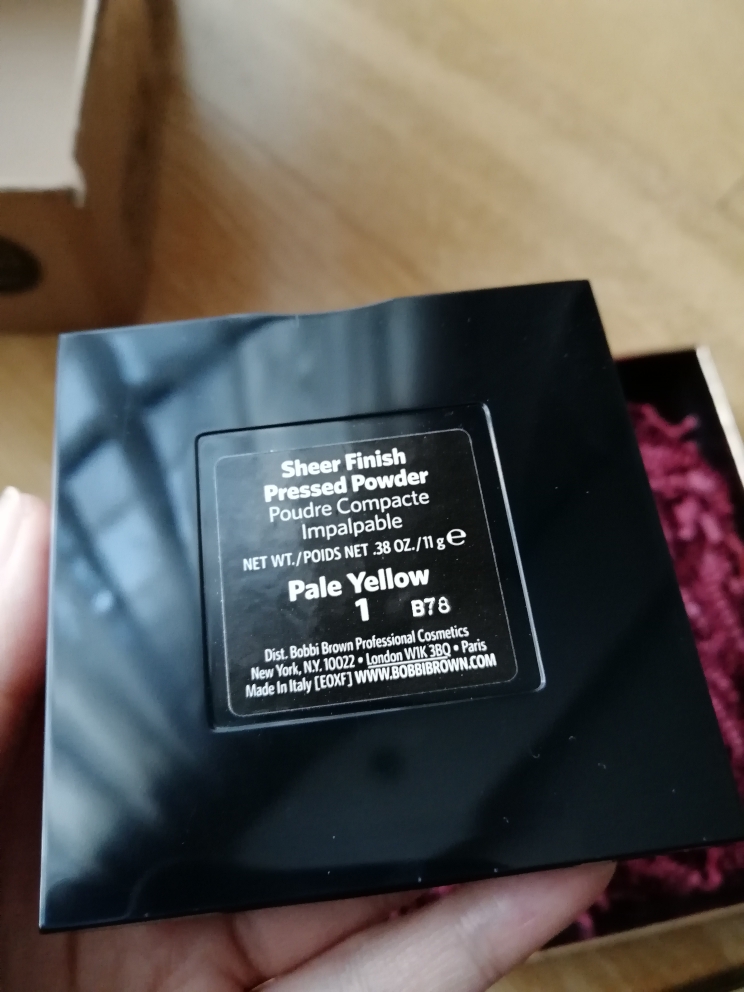 Sheer Finish
Pressed Powder
Poudre Compacte
Impalpable
NET WT./POIDS NET .38 OZ./11 g ℮
Pale Yellow
1 B78
Dist. Bobbi Brown Professional Cosmetics
New York, N.Y. 10022 • London W1K 3BQ • Paris
Made In Italy [EOXF] WWW.BOBBIBROWN.COM